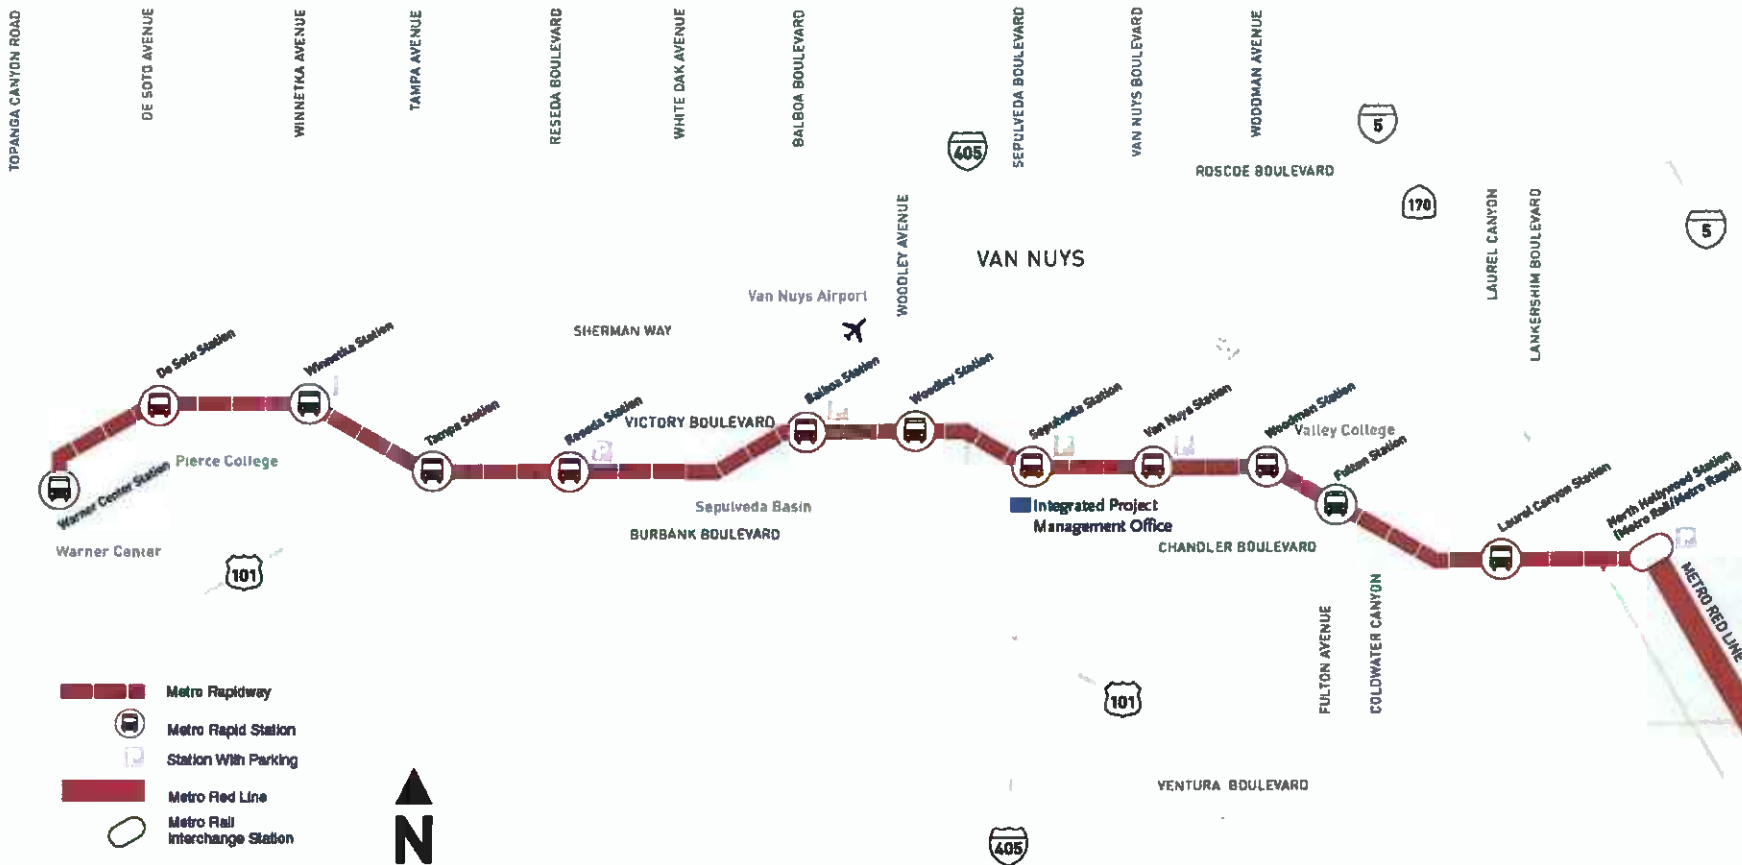 TOPANGA CANYON ROAD
DE SOTO AVENUE
WINNETKA AVENUE
TAMPA AVENUE
RESEDA BOULEVARD
WHITE OAK AVENUE
BALBOA BOULEVARD
SEPULVEDA BOULEVARD
VAN NUYS BOULEVARD
WOODMAN AVENUE
5
405
ROSCOE BOULEVARD
170
LAUREL CANYON
LANKERSHIM BOULEVARD
5
WOODLEY AVENUE
VAN NUYS
Van Nuys Airport
SHERMAN WAY
De Soto Station
Winnetka Station
Tampa Station
Reseda Station
VICTORY BOULEVARD
Balboa Station
Woodley Station
Sepulveda Station
Van Nuys Station
Woodman Station
Valley College
Fulton Station
Laurel Canyon Station
North Hollywood Station
(Metro Rail/Metro Rapid)
Pierce College
Warner Center Station
Warner Center
Sepulveda Basin
BURBANK BOULEVARD
Integrated Project
Management Office
CHANDLER BOULEVARD
METRO RED LINE
101
FULTON AVENUE
COLDWATER CANYON
101
VENTURA BOULEVARD
405
Metro Rapidway
Metro Rapid Station
Station With Parking
Metro Red Line
Metro Rail
Interchange Station
N